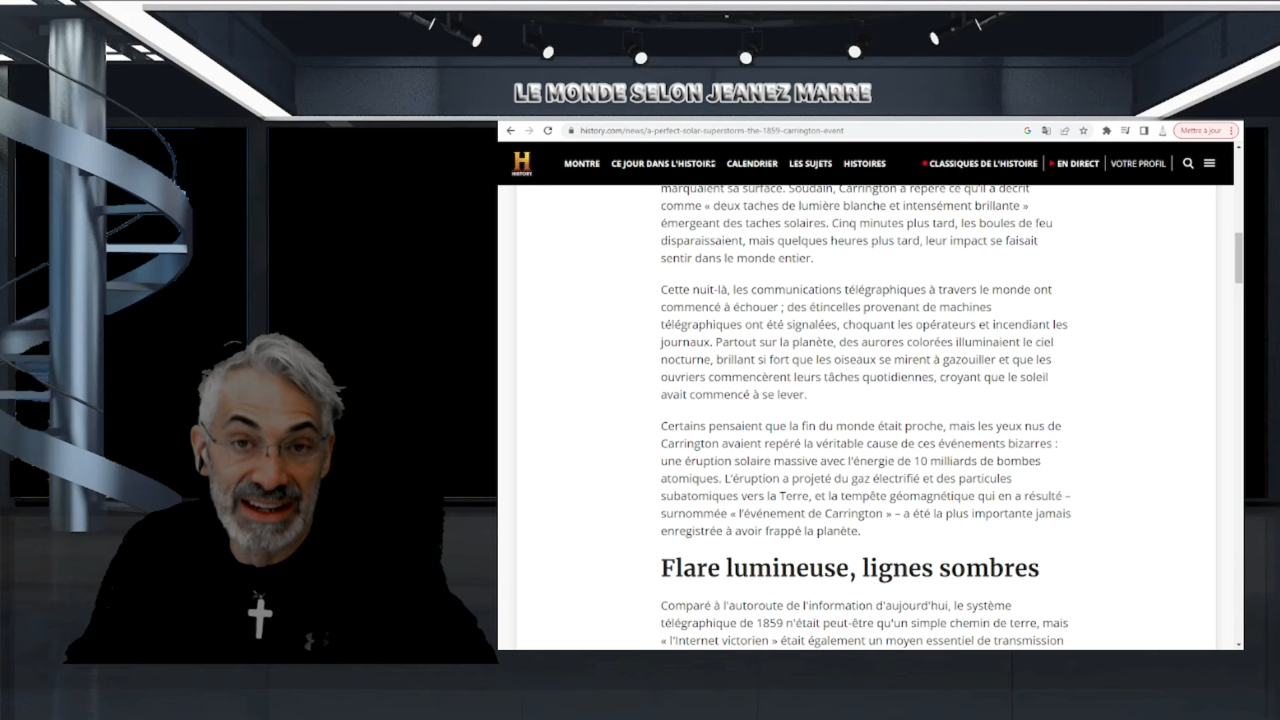 LE MONDE SELON JEANEZ MARRE
history.com/news/a-perfect-solar-superstorm-the-1859-carrington-event
Mettre à jour
H
HISTORY.
MONTRE CE JOUR DANS L'HISTOIRE CALENDRIER LES SUJETS HISTOIRES CLASSIQUES DE L'HISTOIRE EN DIRECT VOTRE PROFIL
marquaient sa surface. Soudain, Carrington a repéré ce qu'il a décrit
comme « deux taches de lumière blanche et intensément brillante »
émergeant des taches solaires. Cinq minutes plus tard, les boules de feu
disparaissaient, mais quelques heures plus tard, leur impact se faisait
sentir dans le monde entier.
Cette nuit-là, les communications télégraphiques à travers le monde ont
commencé à échouer ; des étincelles provenant de machines
télégraphiques ont été signalées, choquant les opérateurs et incendiant les
journaux. Partout sur la planète, des aurores colorées illuminaient le ciel
nocturne, brillant si fort que les oiseaux se mirent à gazouiller et que les
ouvriers commencèrent leurs tâches quotidiennes, croyant que le soleil
avait commencé à se lever.
Certains pensaient que la fin du monde était proche, mais les yeux nus de
Carrington avaient repéré la véritable cause de ces événements bizarres :
une éruption solaire massive avec l'énergie de 10 milliards de bombes
atomiques. L'éruption a projeté du gaz électrifié et des particules
subatomiques vers la Terre, et la tempête géomagnétique qui en a résulté –
surnommée « l'événement de Carrington » – a été la plus importante jamais
enregistrée à avoir frappé la planète.
Flare lumineuse, lignes sombres
Comparé à l'autoroute de l'information d'aujourd'hui, le système
télégraphique de 1859 n'était peut-être qu'un simple chemin de terre, mais
« l'Internet victorien » était également un moyen essentiel de transmission